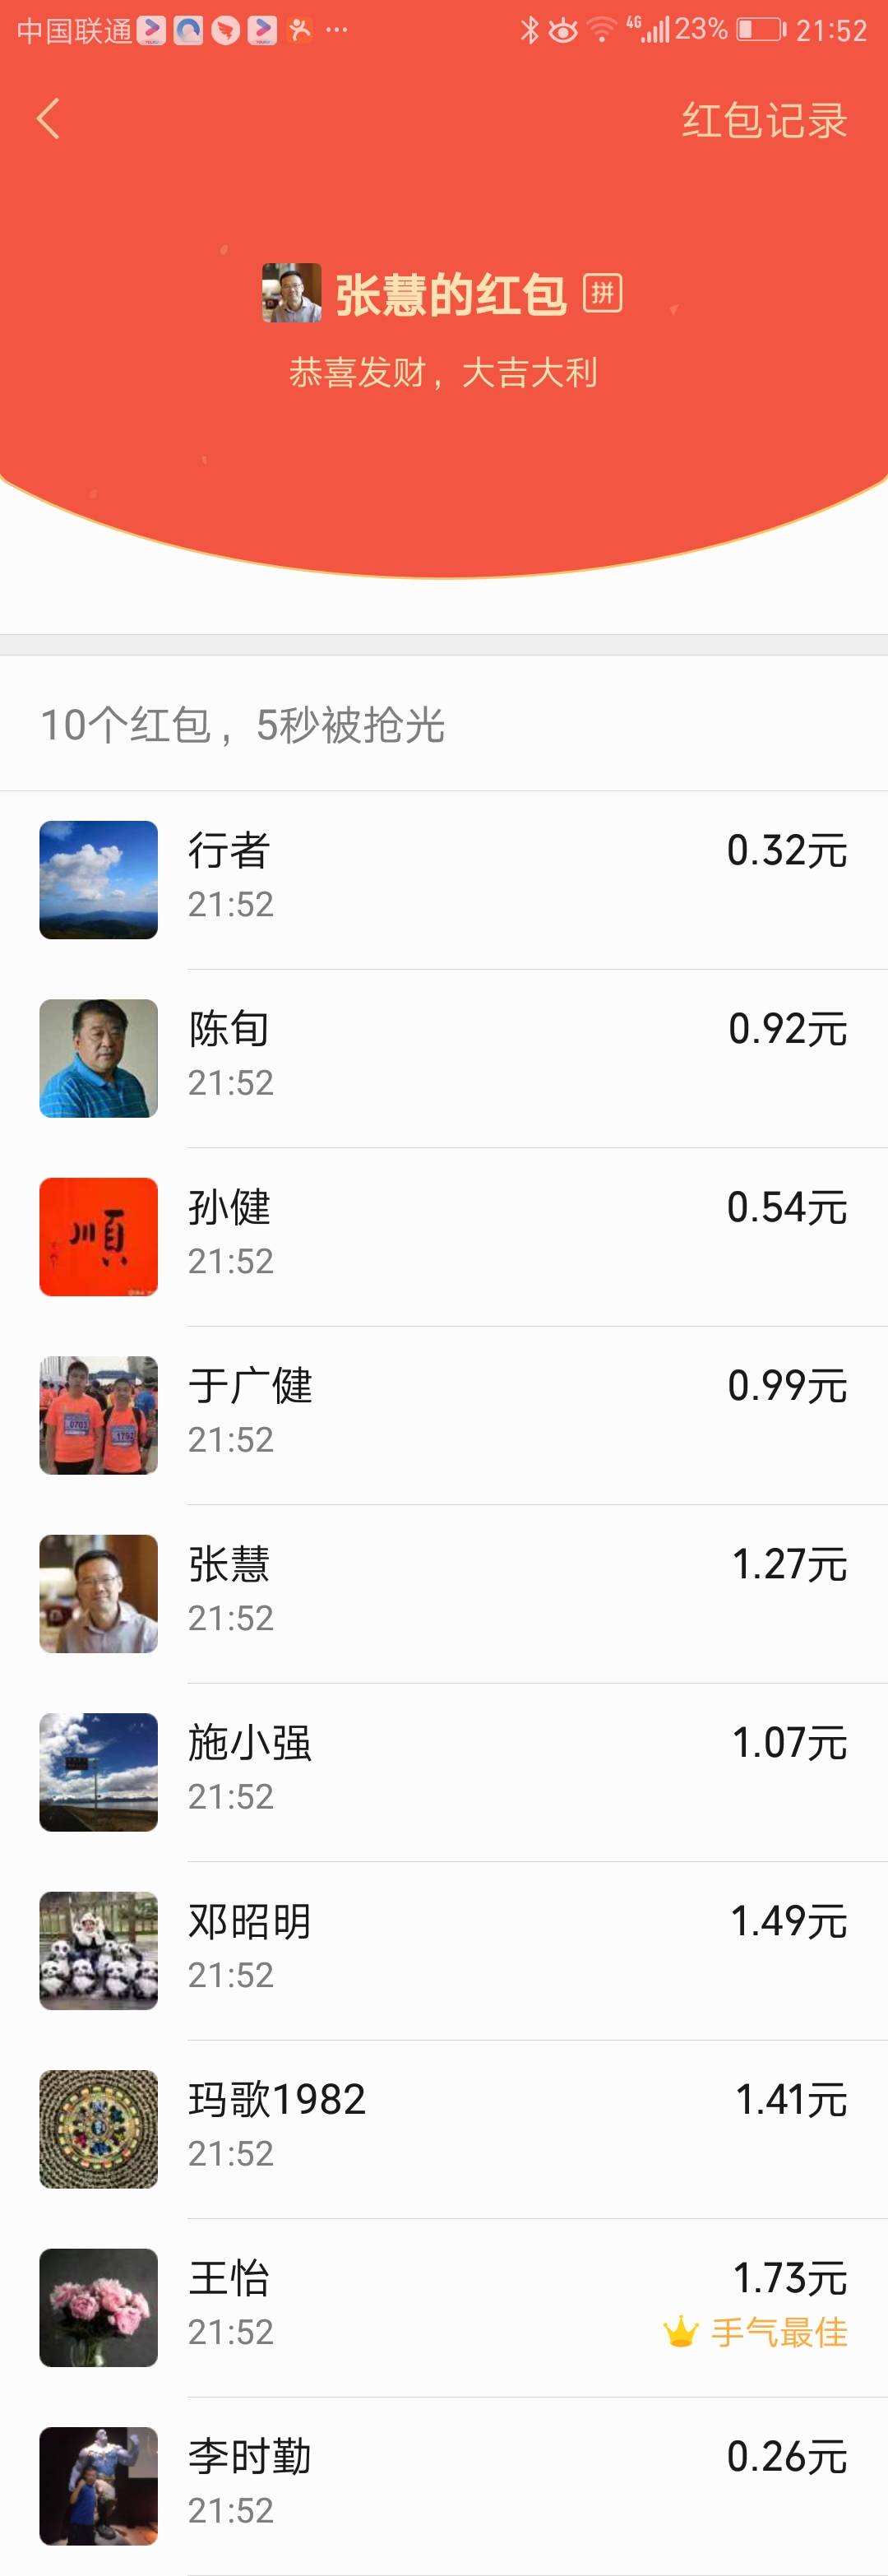 中国联通 ... 4G 23% 21:52
红包记录
张慧的红包 拼
恭喜发财，大吉大利
10个红包，5秒被抢光
行者 0.32元
21:52
陈旬 0.92元
21:52
順
孙健 0.54元
21:52
于广健 0.99元
21:52
张慧 1.27元
21:52
施小强 1.07元
21:52
邓昭明 1.49元
21:52
玛歌1982 1.41元
21:52
王怡 1.73元
21:52 手气最佳
李时勤 0.26元
21:52